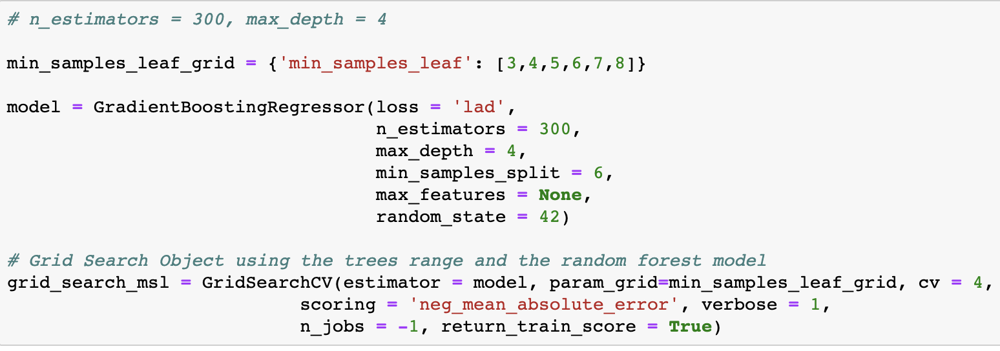 # n_estimators = 300, max_depth = 4
min_samples_leaf_grid = {'min_samples_leaf': [3,4,5,6,7,8]}
model = GradientBoostingRegressor(loss = 'lad',
n_estimators = 300,
max_depth = 4,
min_samples_split = 6,
max_features = None,
random_state = 42)
# Grid Search Object using the trees range and the random forest model
grid_search_msl = GridSearchCV(estimator = model, param_grid=min_samples_leaf_grid, cv = 4,
scoring = 'neg_mean_absolute_error', verbose = 1,
n_jobs = -1, return_train_score = True)